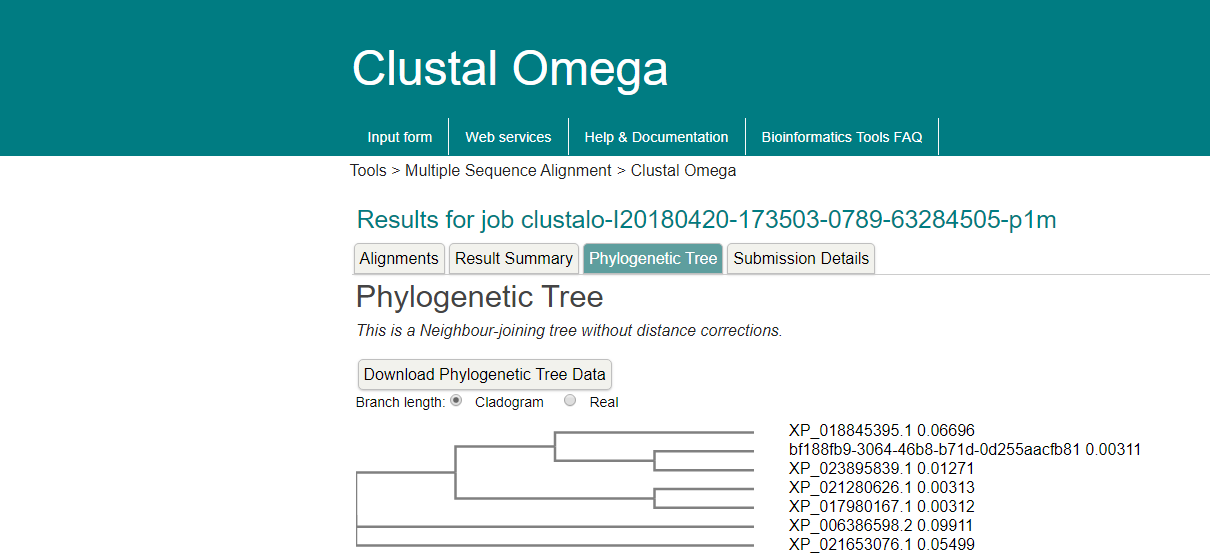 Clustal Omega
Input form Web services Help & Documentation Bioinformatics Tools FAQ
Tools > Multiple Sequence Alignment > Clustal Omega
Results for job clustalo-I20180420-173503-0789-63284505-p1m
Alignments Result Summary Phylogenetic Tree Submission Details
Phylogenetic Tree
This is a Neighbour-joining tree without distance corrections.
Download Phylogenetic Tree Data
Branch length: Cladogram Real
XP_018845395.1 0.06696
bf188fb9-3064-46b8-b71d-0d255aacfb81 0.00311
XP_023895839.1 0.01271
XP_021280626.1 0.00313
XP_017980167.1 0.00312
XP_006386598.2 0.09911
XP_021653076.1 0.05499